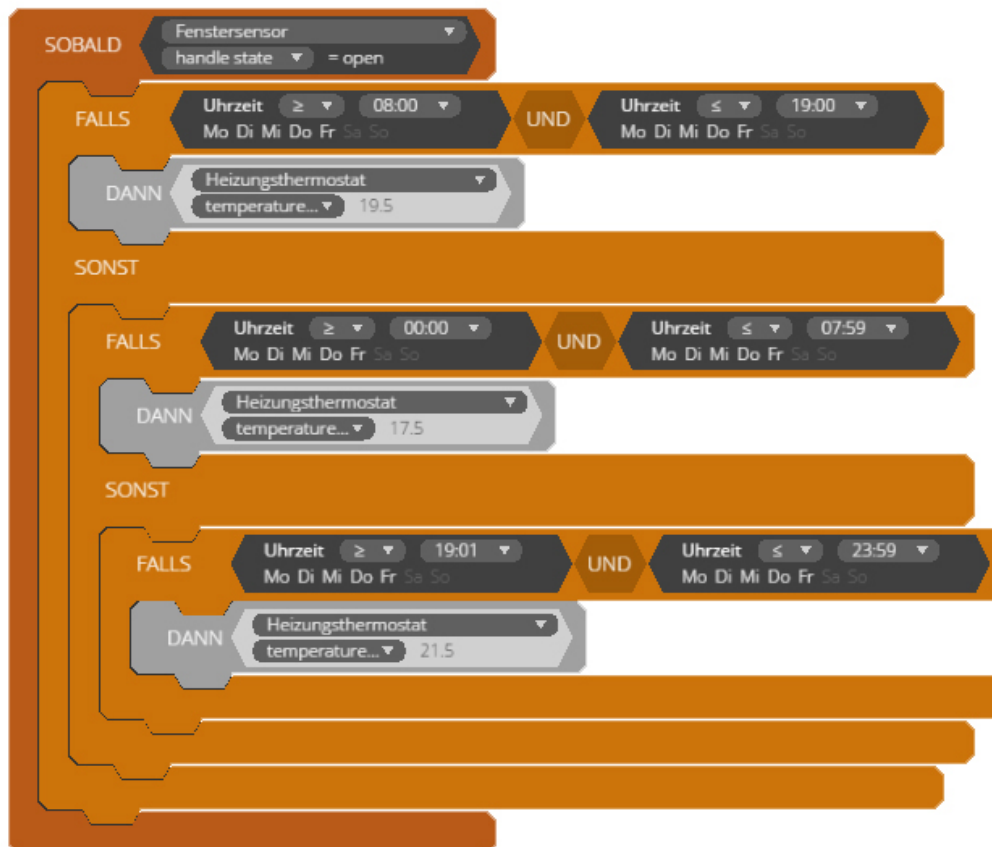 SOBALD Fenstersensor
handle state = open
FALLS Uhrzeit ≥ 08:00 UND Uhrzeit ≤ 19:00
Mo Di Mi Do Fr Sa So Mo Di Mi Do Fr Sa So
DANN Heizungsthermostat
temperature... 19.5
SONST
FALLS Uhrzeit ≥ 00:00 UND Uhrzeit ≤ 07:59
Mo Di Mi Do Fr Sa So Mo Di Mi Do Fr Sa So
DANN Heizungsthermostat
temperature... 17.5
SONST
FALLS Uhrzeit ≥ 19:01 UND Uhrzeit ≤ 23:59
Mo Di Mi Do Fr Sa So Mo Di Mi Do Fr Sa So
DANN Heizungsthermostat
temperature... 21.5